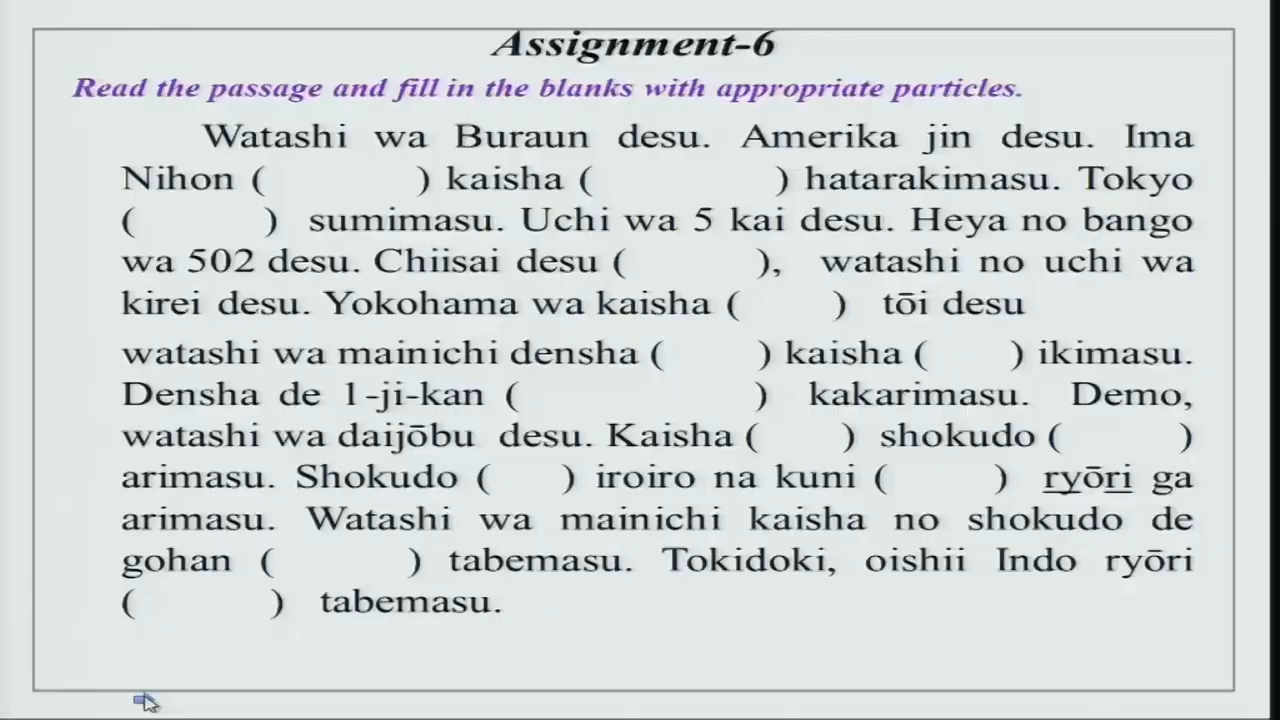 Assignment-6
Read the passage and fill in the blanks with appropriate particles.
Watashi wa Buraun desu. Amerika jin desu. Ima
Nihon ( ) kaisha ( ) hatarakimasu. Tokyo
( ) sumimasu. Uchi wa 5 kai desu. Heya no bango
wa 502 desu. Chiisai desu ( ), watashi no uchi wa
kirei desu. Yokohama wa kaisha ( ) tōi desu
watashi wa mainichi densha ( ) kaisha ( ) ikimasu.
Densha de 1-ji-kan ( ) kakarimasu. Demo,
watashi wa daijōbu desu. Kaisha ( ) shokudo ( )
arimasu. Shokudo ( ) iroiro na kuni ( ) ryōri ga
arimasu. Watashi wa mainichi kaisha no shokudo de
gohan ( ) tabemasu. Tokidoki, oishii Indo ryōri
( ) tabemasu.